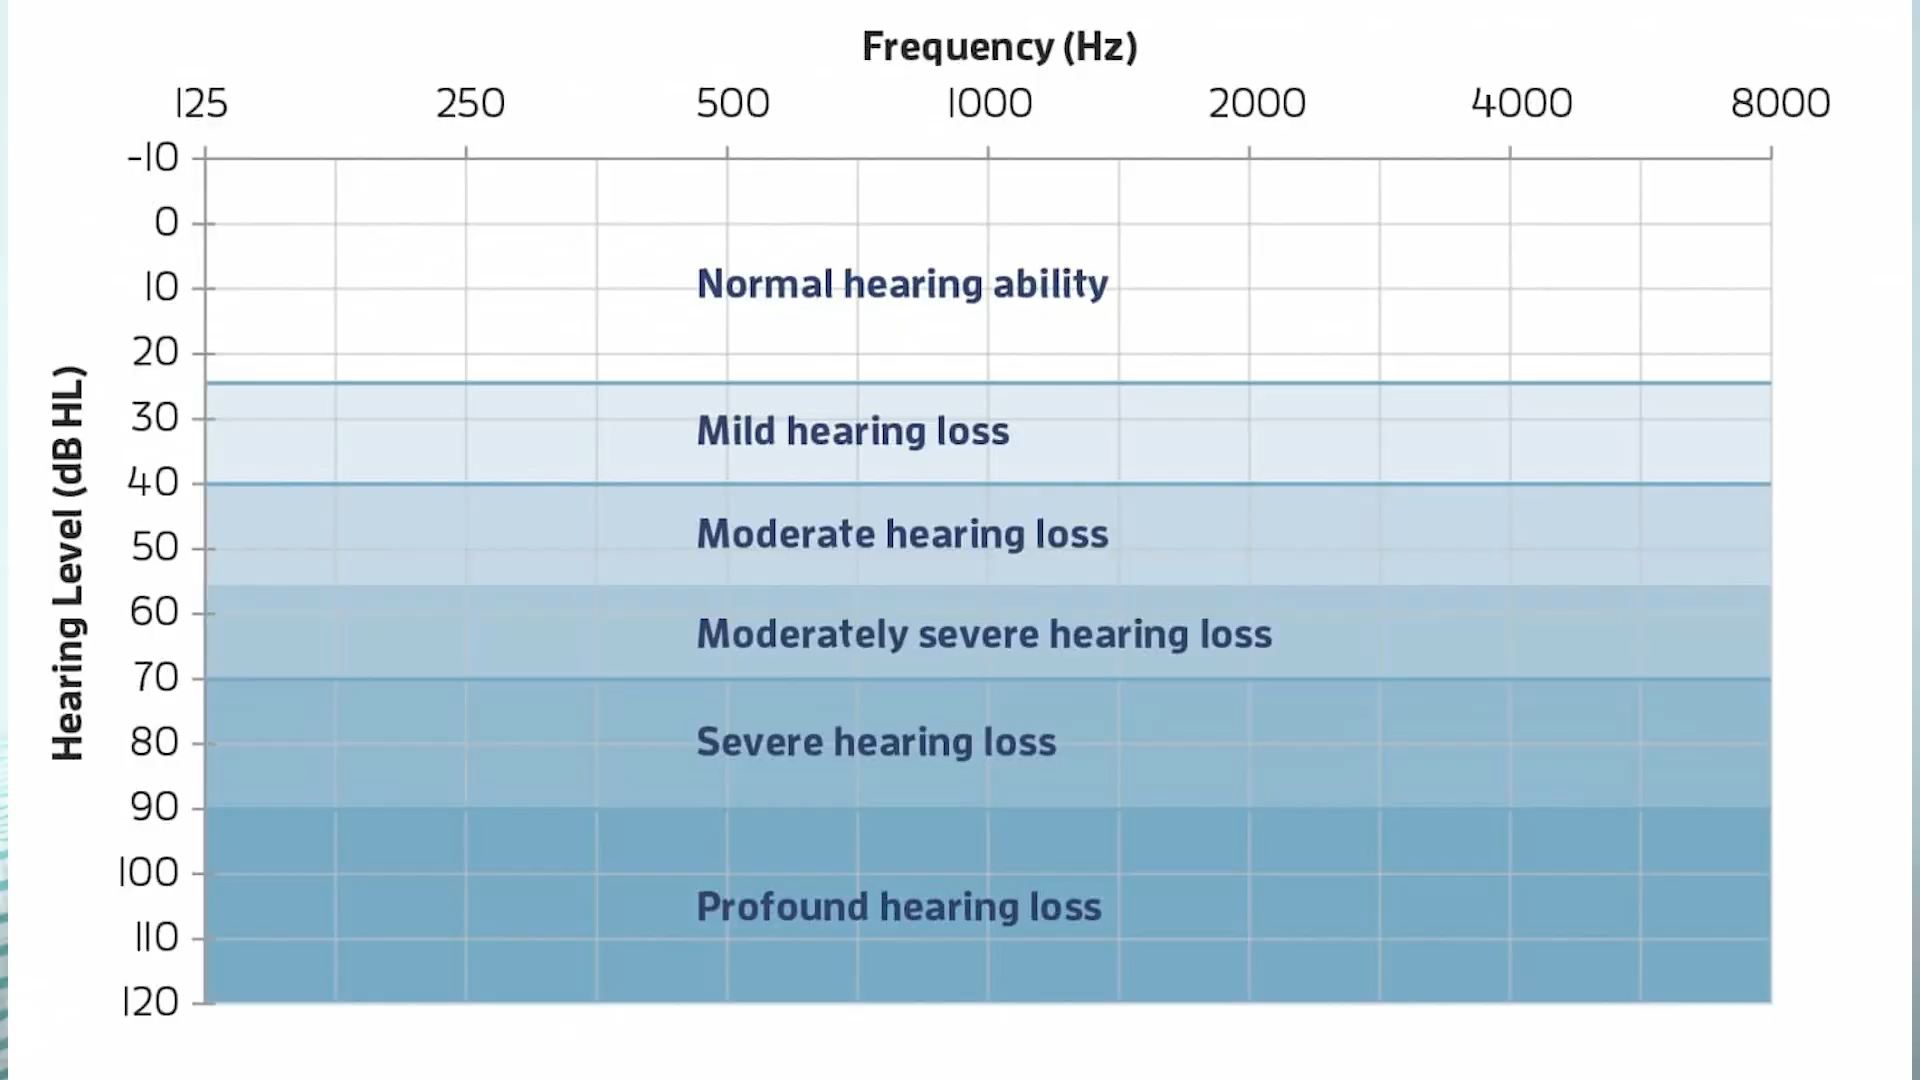 Frequency (Hz)
125 250 500 1000 2000 4000 8000
-10
0
10
Normal hearing ability
20
30
Mild hearing loss
40
Moderate hearing loss
50
60
Moderately severe hearing loss
70
80
Severe hearing loss
90
100
Profound hearing loss
110
120
Hearing Level (dB HL)